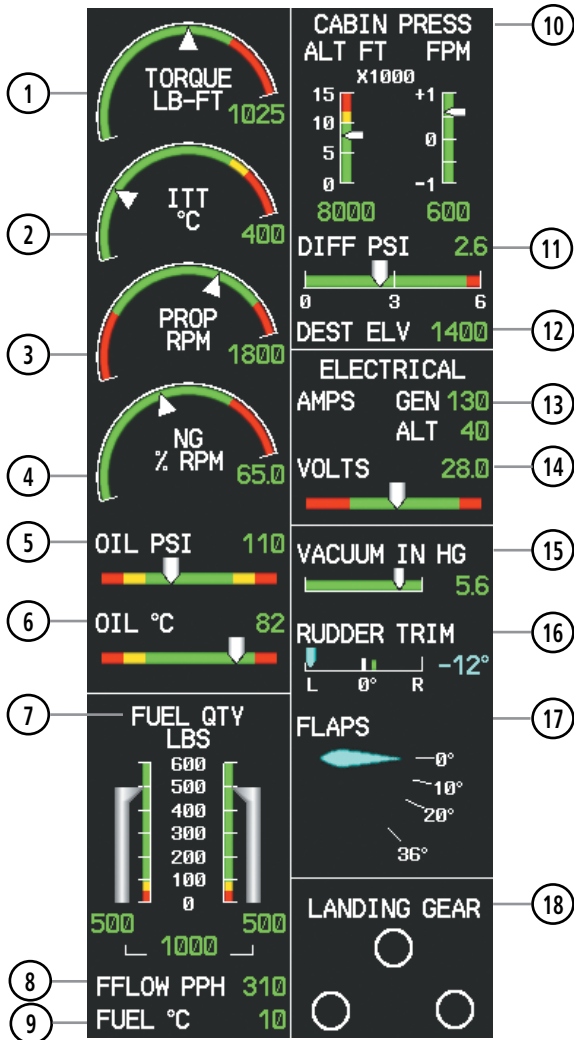 1
TORQUE
LB-FT
1025
2
ITT
°C
400
3
PROP
RPM
1800
4
NG
% RPM
65.0
5
OIL PSI 110
6
OIL °C 82
7
FUEL QTY
LBS
600
500
400
300
200
100
0
500 500
1000
8
FFLOW PPH 310
9
FUEL °C 10
10
CABIN PRESS
ALT FT FPM
X1000
15 +1
10 0
5
0 -1
8000 600
11
DIFF PSI 2.6
0 3 6
12
DEST ELV 1400
ELECTRICAL
13
AMPS GEN 130
ALT 40
14
VOLTS 28.0
15
VACUUM IN HG
5.6
16
RUDDER TRIM
-12°
L 0° R
17
FLAPS
0°
10°
20°
36°
18
LANDING GEAR